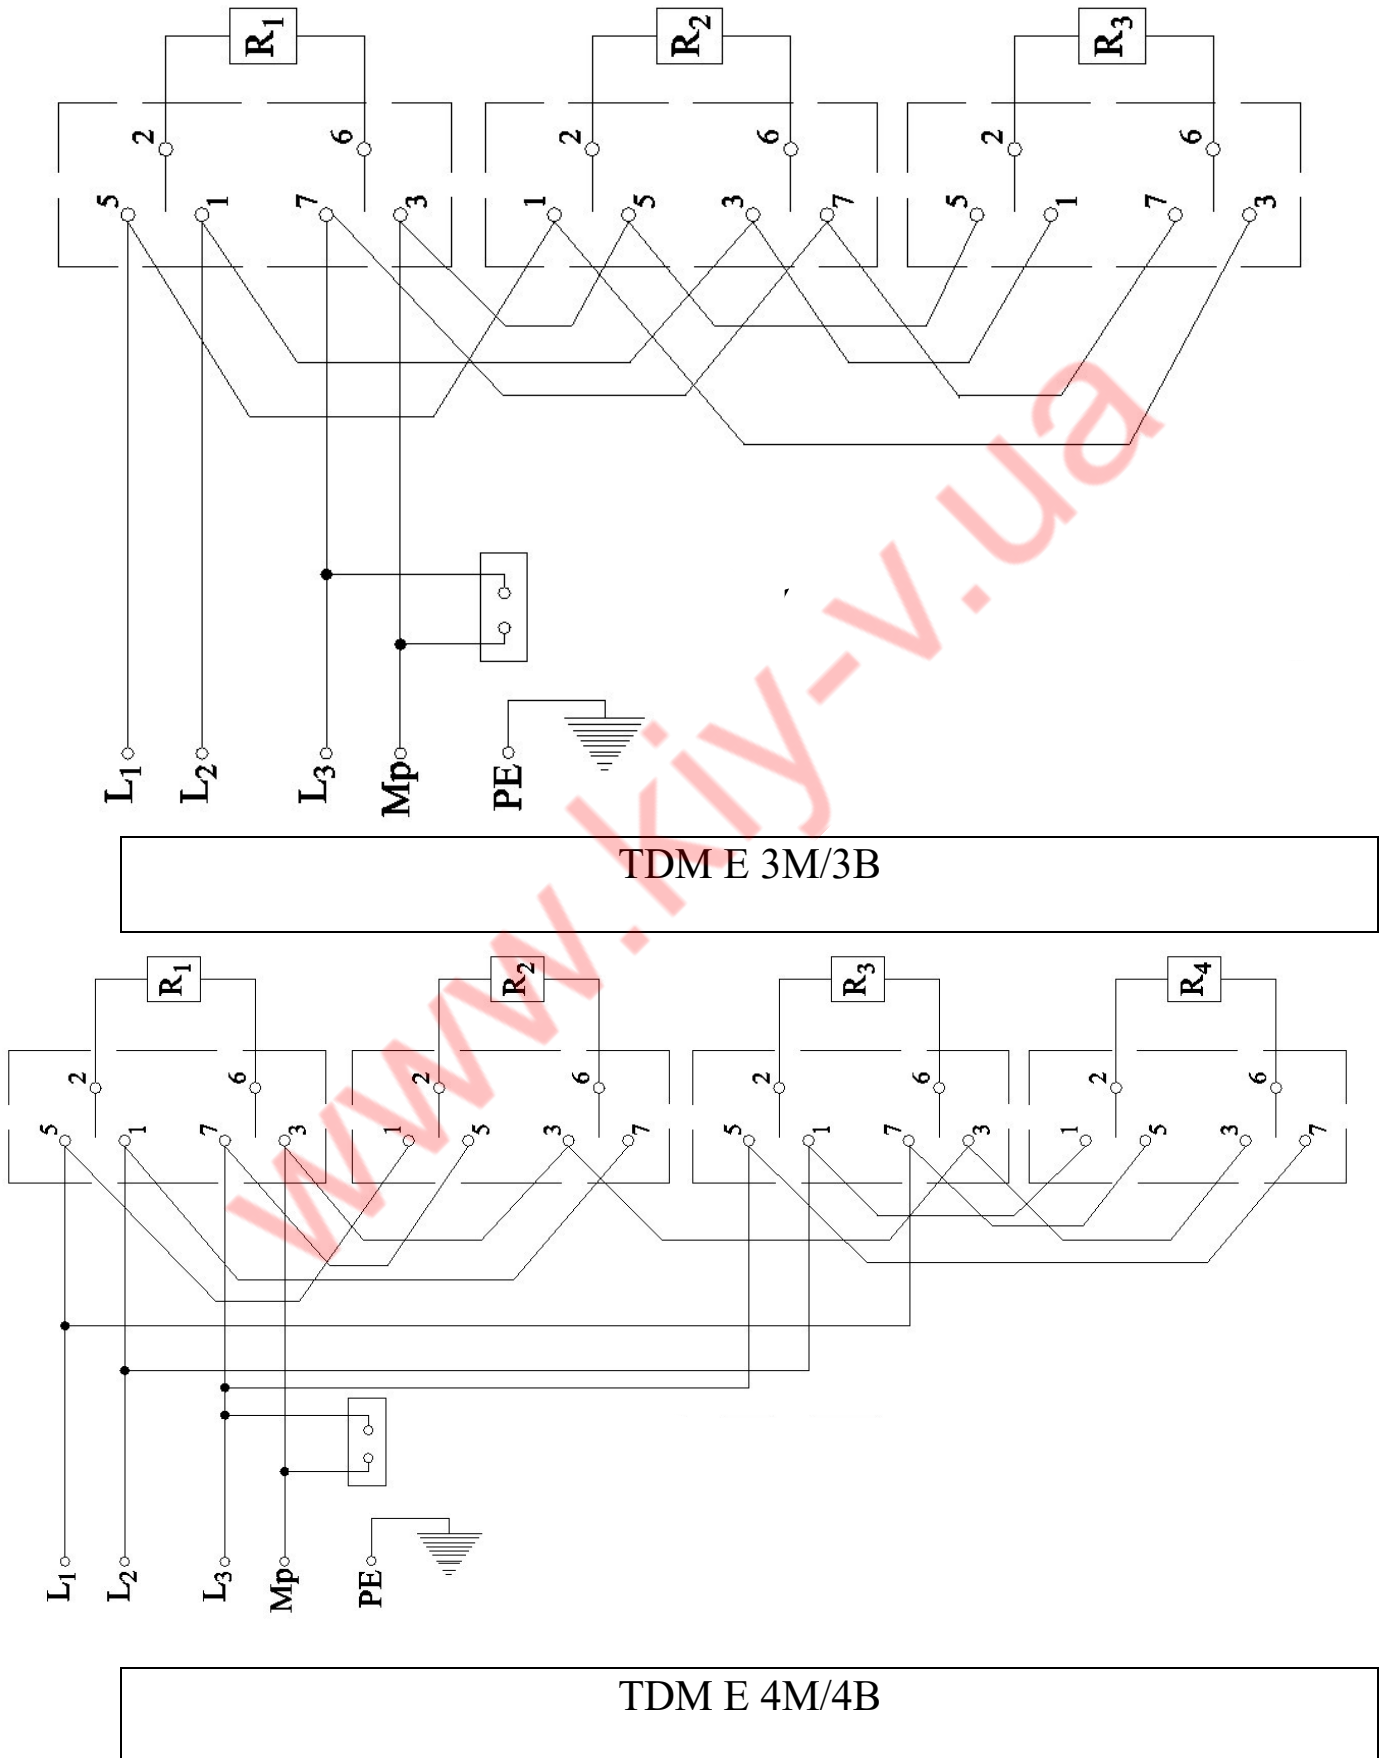 R1 R2 R3
2 6 2 6 2 6
5 1 7 3 1 5 3 7 5 1 7 3
L1 L2 L3 Mp PE
TDM E 3M/3B
R1 R2 R3 R4
2 6 2 6 2 6 2 6
5 1 7 3 1 5 3 7 5 1 7 3 1 5 3 7
L1 L2 L3 Mp PE
TDM E 4M/4B
www.kiy-v.ua